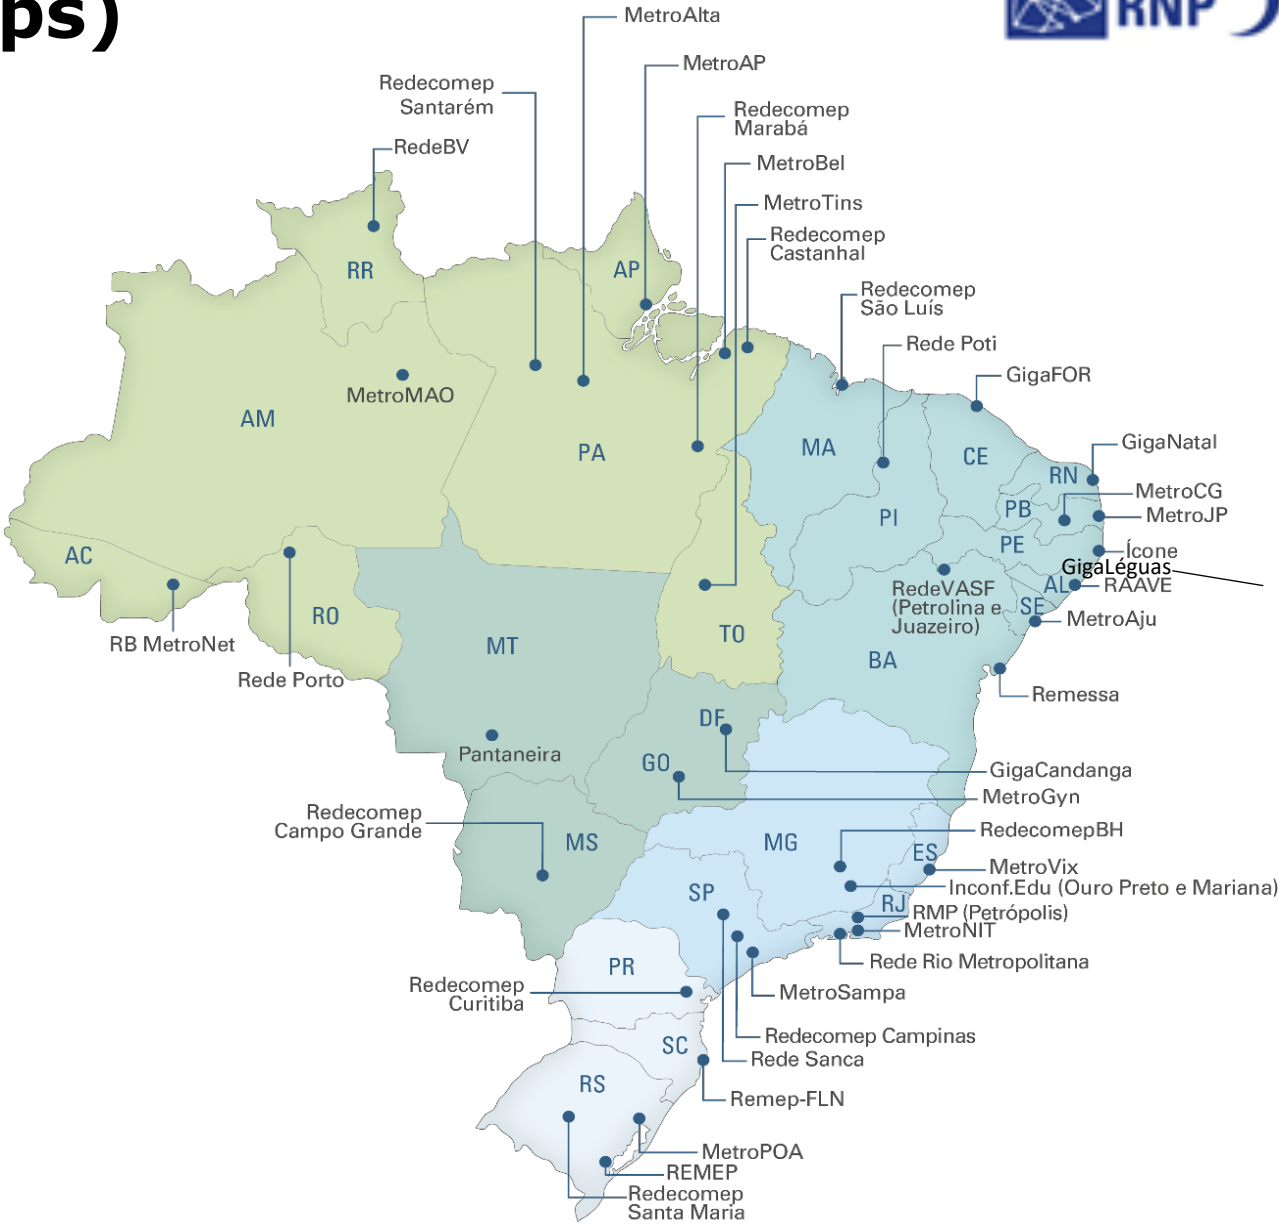 ps)
RNP
MetroAlta
MetroAP
Redecomep
Santarém
Redecomep
Marabá
RedeBV
MetroBel
MetroTins
Redecomep
Castanhal
RR
AP
Redecomep
São Luís
Rede Poti
GigaFOR
MetroMAO
AM
PA
MA
CE
GigaNatal
RN
MetroCG
PB
MetroJP
PI
PE
Ícone
AC
GigaLéguas
AL
RAAVE
RedeVASF
(Petrolina e
Juazeiro)
SE
MetroAju
RO
TO
MT
RB MetroNet
BA
Rede Porto
Remessa
DF
Pantaneira
GO
GigaCandanga
MetroGyn
Redecomep
Campo Grande
MS
MG
RedecomepBH
ES
MetroVix
Inconf.Edu (Ouro Preto e Mariana)
SP
RJ
RMP (Petrópolis)
MetroNIT
PR
Rede Rio Metropolitana
Redecomep
Curitiba
MetroSampa
Redecomep Campinas
SC
Rede Sanca
RS
Remep-FLN
MetroPOA
REMEP
Redecomep
Santa Maria